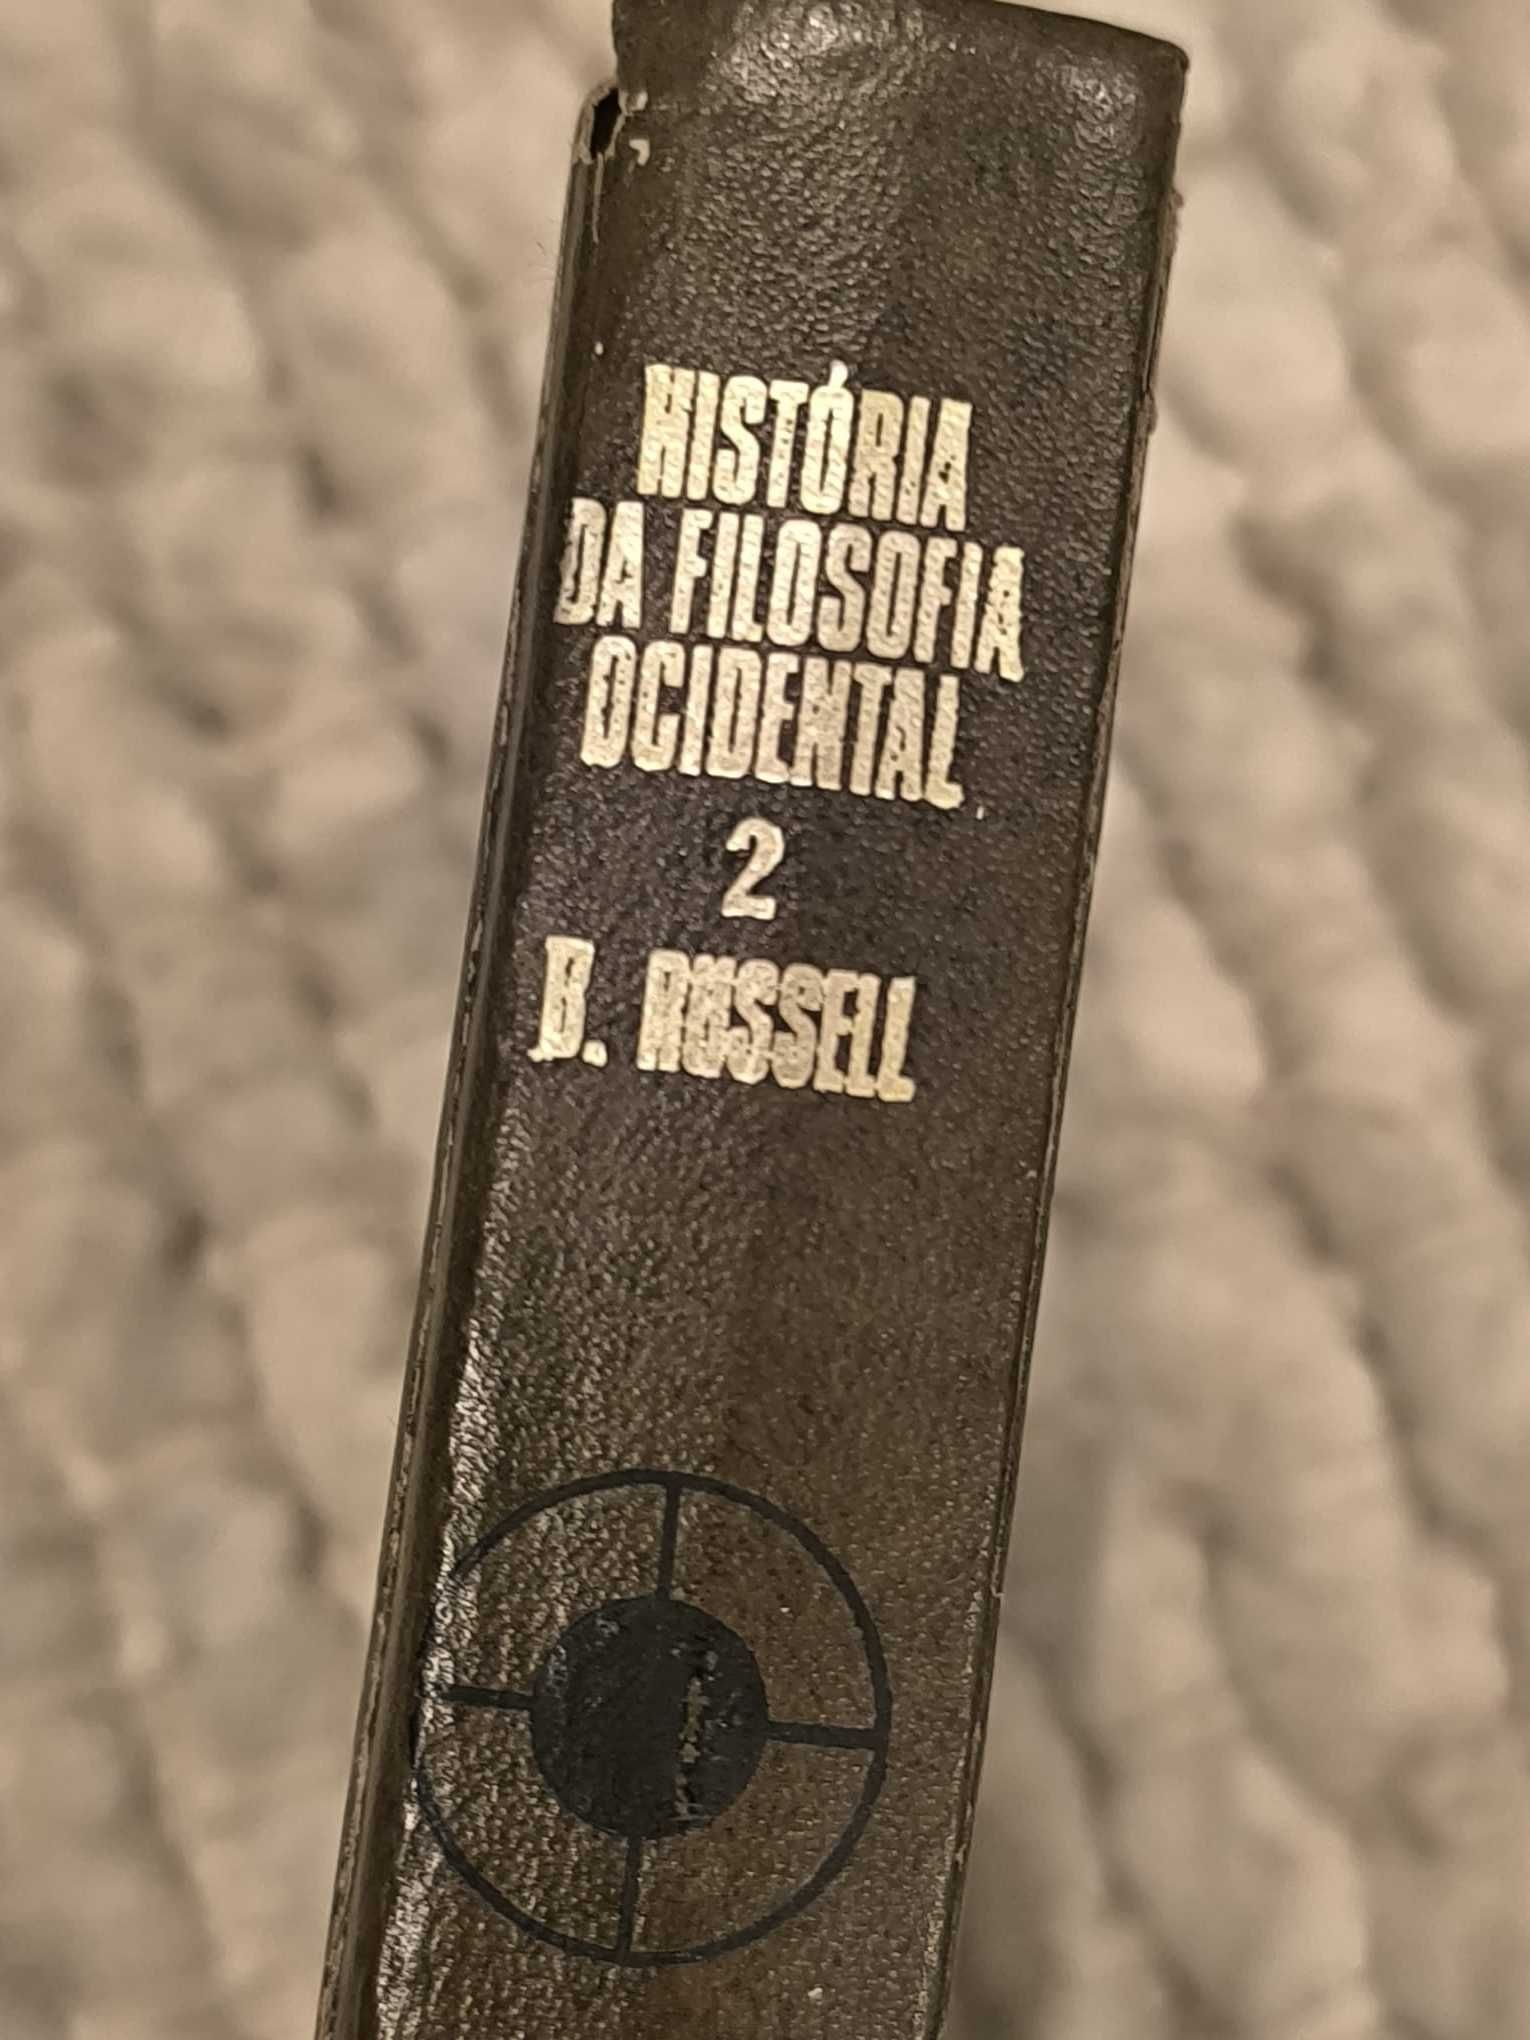 HISTÓRIA
DA FILOSOFIA
OCIDENTAL
2
B. RUSSELL